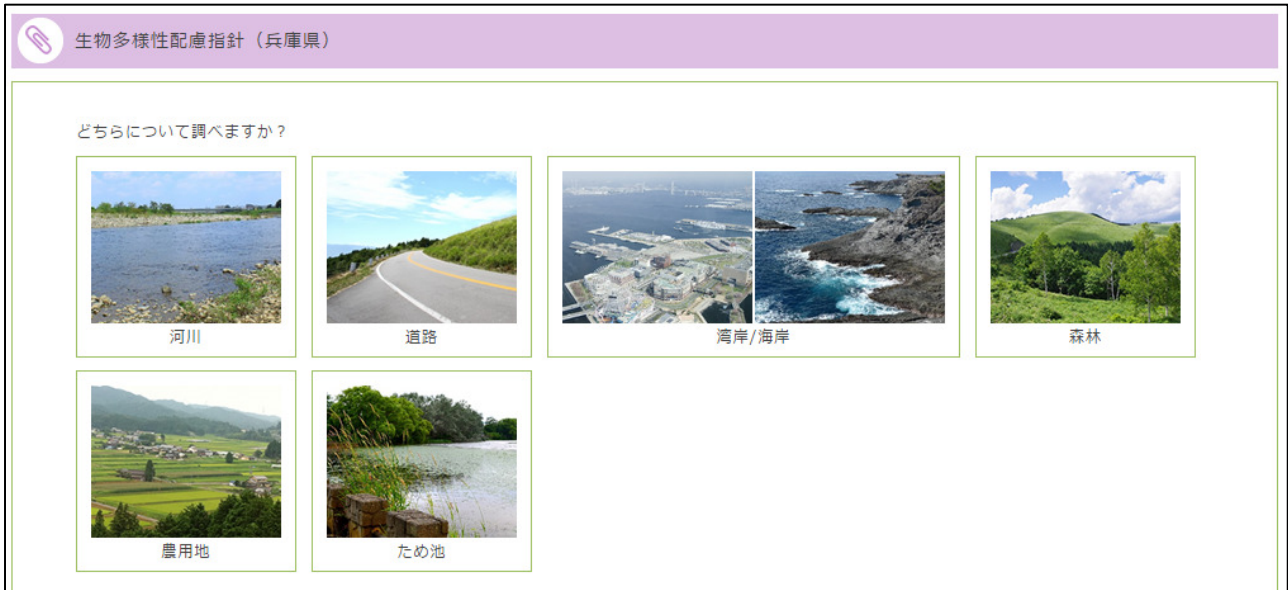 生物多様性配慮指針（兵庫県）
どちらについて調べますか？
河川
道路
湾岸/海岸
森林
農用地
ため池